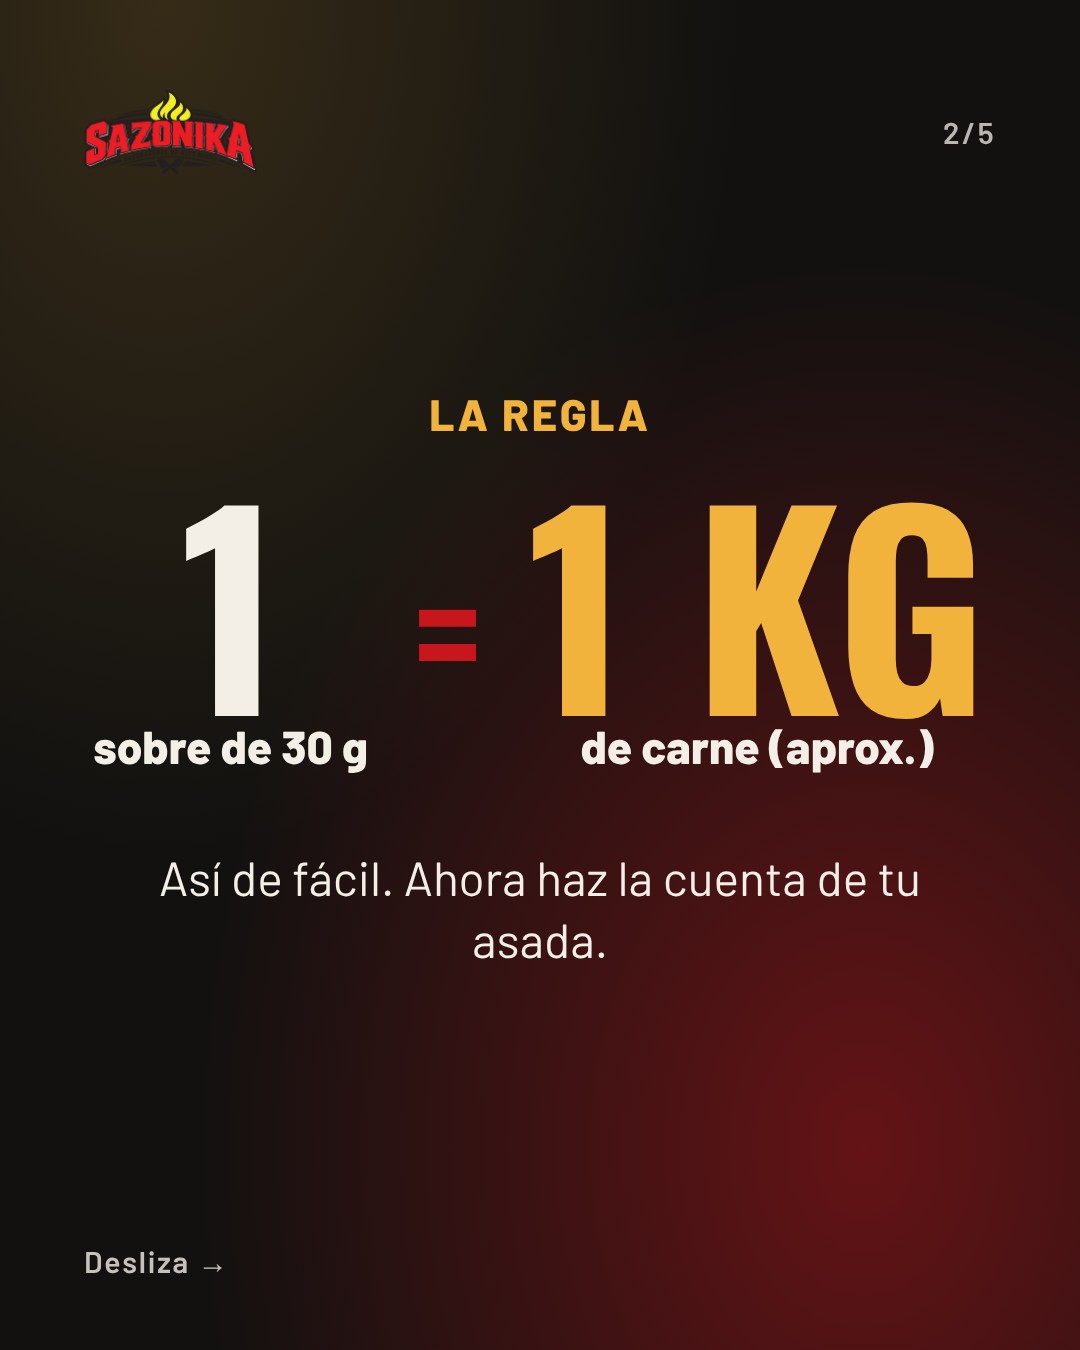 SAZONIKA
2/5
LA REGLA
1 = 1 KG
sobre de 30 g de carne (aprox.)
Así de fácil. Ahora haz la cuenta de tu
asada.
Desliza →